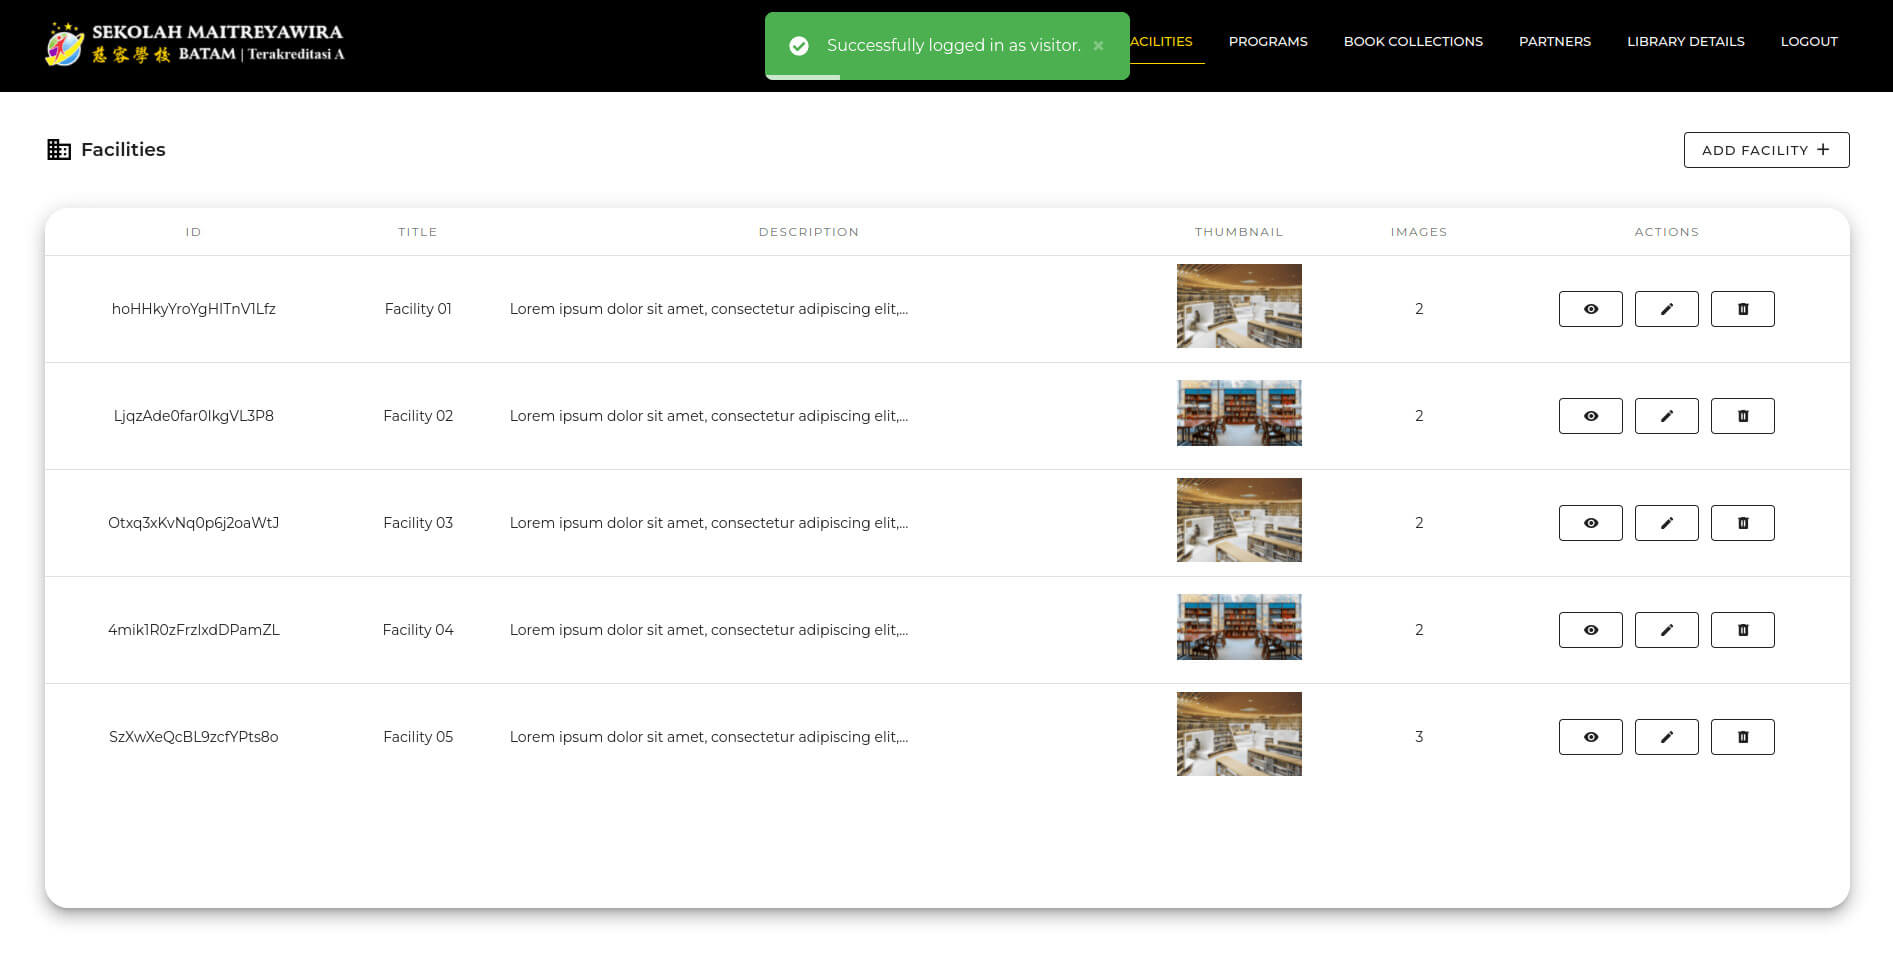 SEKOLAH MAITREYAWIRA
慈容學校 BATAM | Terakreditasi A
Successfully logged in as visitor. ×
ACILITIES PROGRAMS BOOK COLLECTIONS PARTNERS LIBRARY DETAILS LOGOUT
Facilities
ADD FACILITY +
ID TITLE DESCRIPTION THUMBNAIL IMAGES ACTIONS
hoHHkyYroYgHITnV1Lfz Facility 01 Lorem ipsum dolor sit amet, consectetur adipiscing elit,... 2
LjqzAde0far0IkgVL3P8 Facility 02 Lorem ipsum dolor sit amet, consectetur adipiscing elit,... 2
Otxq3xKvNq0p6j2oaWtJ Facility 03 Lorem ipsum dolor sit amet, consectetur adipiscing elit,... 2
4mik1R0zFrzIxdDPamZL Facility 04 Lorem ipsum dolor sit amet, consectetur adipiscing elit,... 2
SzXwXeQcBL9zcfYPts8o Facility 05 Lorem ipsum dolor sit amet, consectetur adipiscing elit,... 3